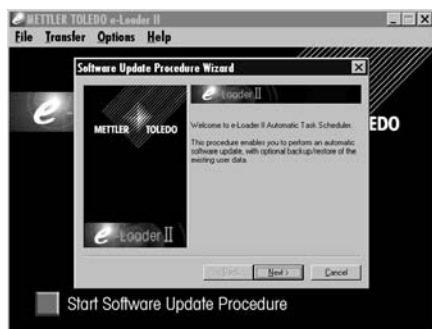 METTLER TOLEDO e-Loader II
File Transfer Options Help
Software Update Procedure Wizard
e-Loader II
METTLER TOLEDO
Welcome to e-Loader II Automatic Task Scheduler.
This procedure enables you to perform an automatic
software update, with optional backup/restore of the
existing user data.
e
EDO
e-Loader II
< Back Next > Cancel
Start Software Update Procedure